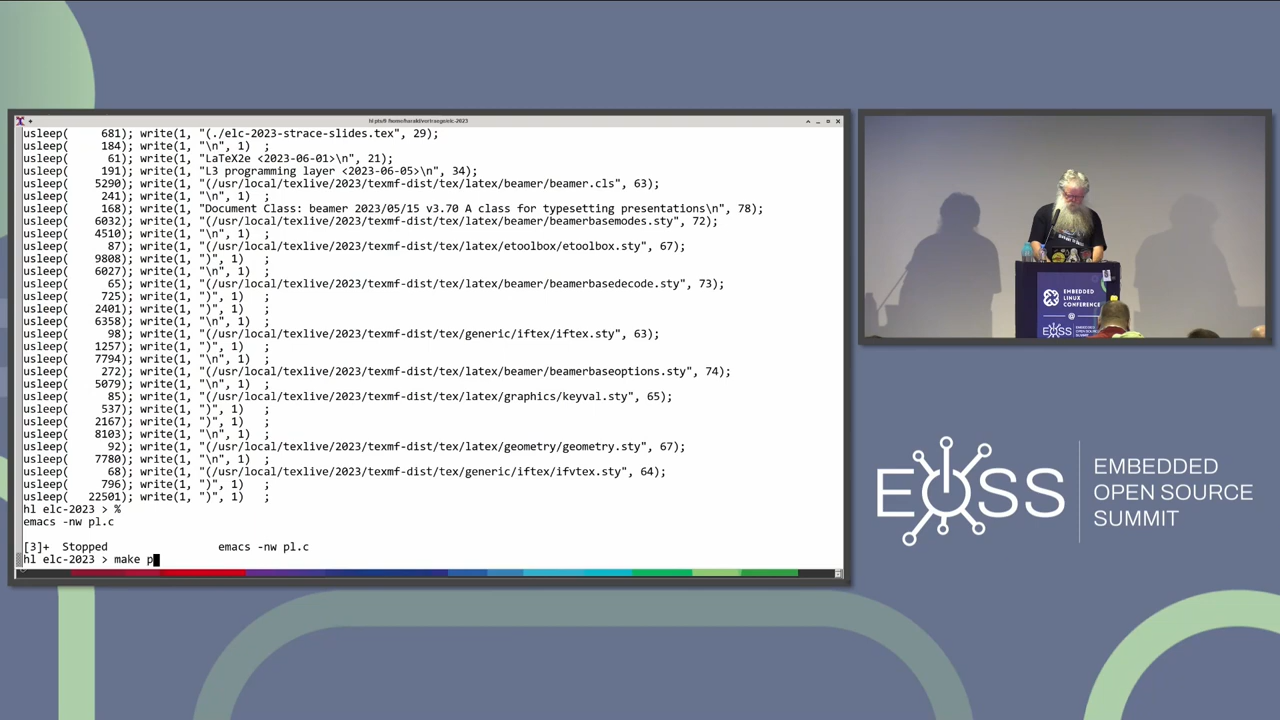 usleep(     681); write(1, "(./elc-2023-strace-slides.tex", 29);
usleep(     184); write(1, "\n", 1)   ;
usleep(      61); write(1, "LaTeX2e <2023-06-01>\n", 21);
usleep(     191); write(1, "L3 programming layer <2023-06-05>\n", 34);
usleep(    5290); write(1, "(/usr/local/texlive/2023/texmf-dist/tex/latex/beamer/beamer.cls", 63);
usleep(     241); write(1, "\n", 1)   ;
usleep(     168); write(1, "Document Class: beamer 2023/05/15 v3.70 A class for typesetting presentations\n", 78);
usleep(    6032); write(1, "(/usr/local/texlive/2023/texmf-dist/tex/latex/beamer/beamerbasemodes.sty", 72);
usleep(    4510); write(1, "\n", 1)   ;
usleep(      87); write(1, "(/usr/local/texlive/2023/texmf-dist/tex/latex/etoolbox/etoolbox.sty", 67);
usleep(    9808); write(1, ")", 1)    ;
usleep(    6027); write(1, "\n", 1)   ;
usleep(      65); write(1, "(/usr/local/texlive/2023/texmf-dist/tex/latex/beamer/beamerbasedecode.sty", 73);
usleep(     725); write(1, ")", 1)    ;
usleep(    2401); write(1, ")", 1)    ;
usleep(    6358); write(1, "\n", 1)   ;
usleep(      98); write(1, "(/usr/local/texlive/2023/texmf-dist/tex/generic/iftex/iftex.sty", 63);
usleep(    1257); write(1, ")", 1)    ;
usleep(    7794); write(1, "\n", 1)   ;
usleep(     272); write(1, "(/usr/local/texlive/2023/texmf-dist/tex/latex/beamer/beamerbaseoptions.sty", 74);
usleep(    5079); write(1, "\n", 1)   ;
usleep(      85); write(1, "(/usr/local/texlive/2023/texmf-dist/tex/latex/graphics/keyval.sty", 65);
usleep(     537); write(1, ")", 1)    ;
usleep(    2167); write(1, ")", 1)    ;
usleep(    8103); write(1, "\n", 1)   ;
usleep(      92); write(1, "(/usr/local/texlive/2023/texmf-dist/tex/latex/geometry/geometry.sty", 67);
usleep(    7780); write(1, "\n", 1)   ;
usleep(      68); write(1, "(/usr/local/texlive/2023/texmf-dist/tex/generic/iftex/ifvtex.sty", 64);
usleep(     796); write(1, ")", 1)    ;
usleep(   22501); write(1, ")", 1)    ;
hl elc-2023 > %
emacs -nw pl.c
[3]+  Stopped                 emacs -nw pl.c
hl elc-2023 > make p
EMBEDDED
LINUX
CONFERENCE
@
EOSS
EOSS
EMBEDDED
OPEN SOURCE
SUMMIT